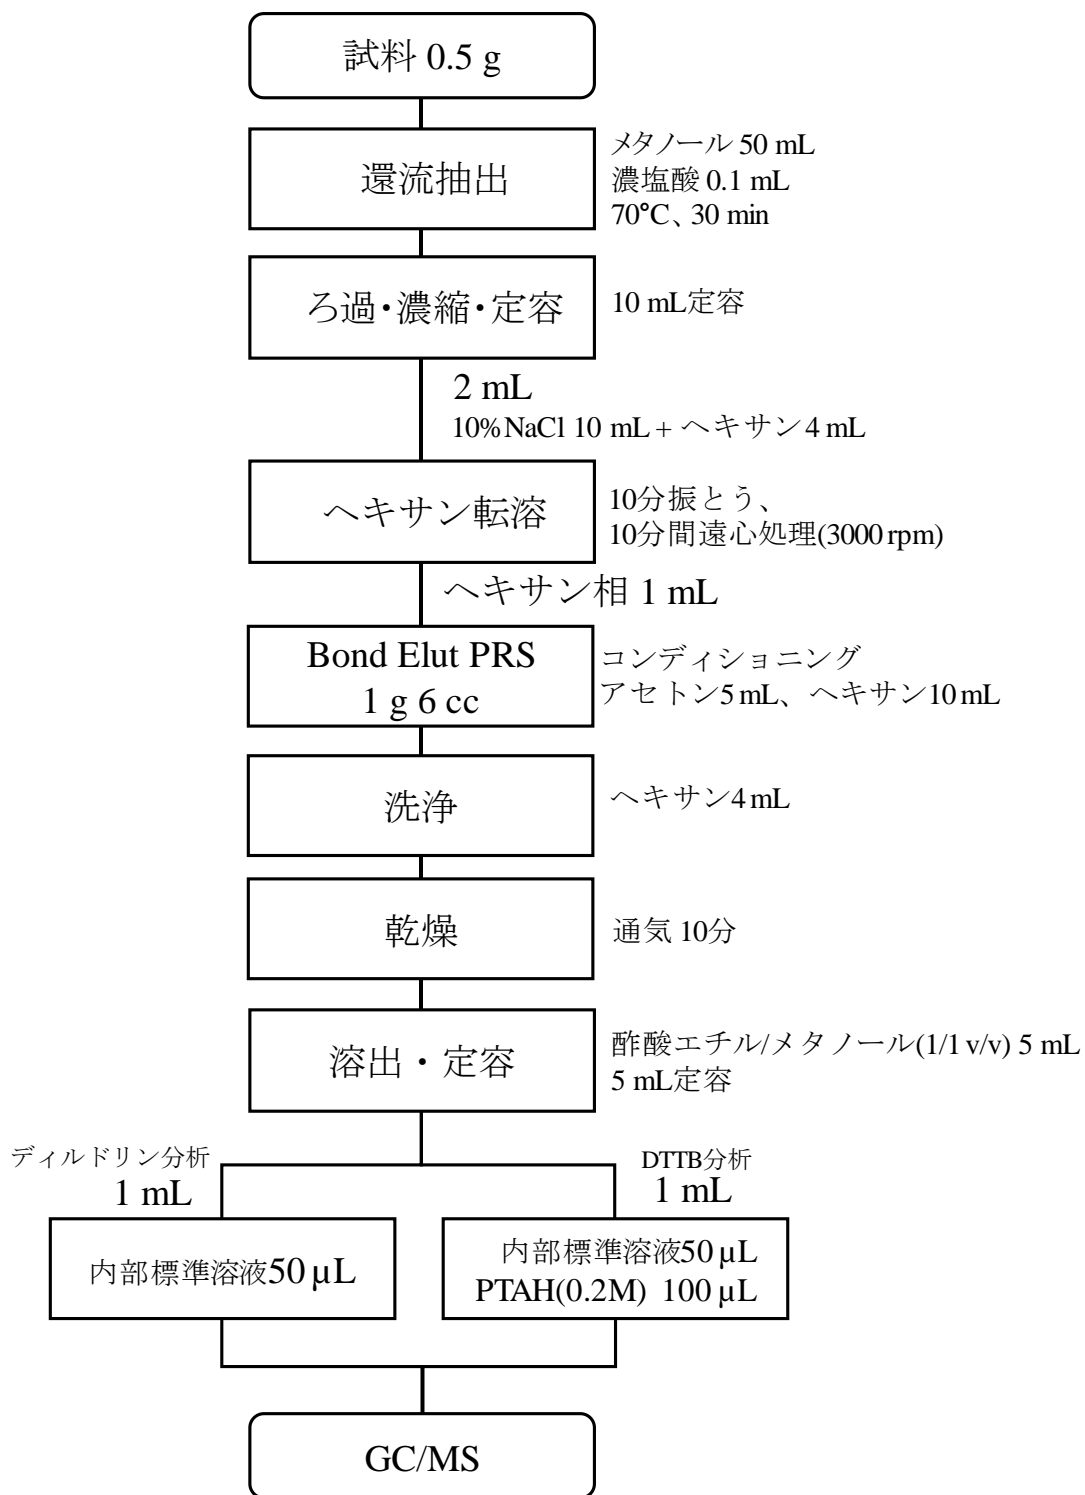 試料 0.5 g
還流抽出
メタノール 50 mL
濃塩酸 0.1 mL
70°C、30 min
ろ過・濃縮・定容
10 mL定容
2 mL
10%NaCl 10 mL + ヘキサン4 mL
ヘキサン転溶
10分振とう、
10分間遠心処理(3000 rpm)
ヘキサン相 1 mL
Bond Elut PRS
1 g 6 cc
コンディショニング
アセトン5 mL、ヘキサン10 mL
洗浄
ヘキサン4 mL
乾燥
通気 10分
溶出・定容
酢酸エチル/メタノール(1/1 v/v) 5 mL
5 mL定容
ディルドリン分析
1 mL
内部標準溶液50 µL
DTTB分析
1 mL
内部標準溶液50 µL
PTAH(0.2M) 100 µL
GC/MS